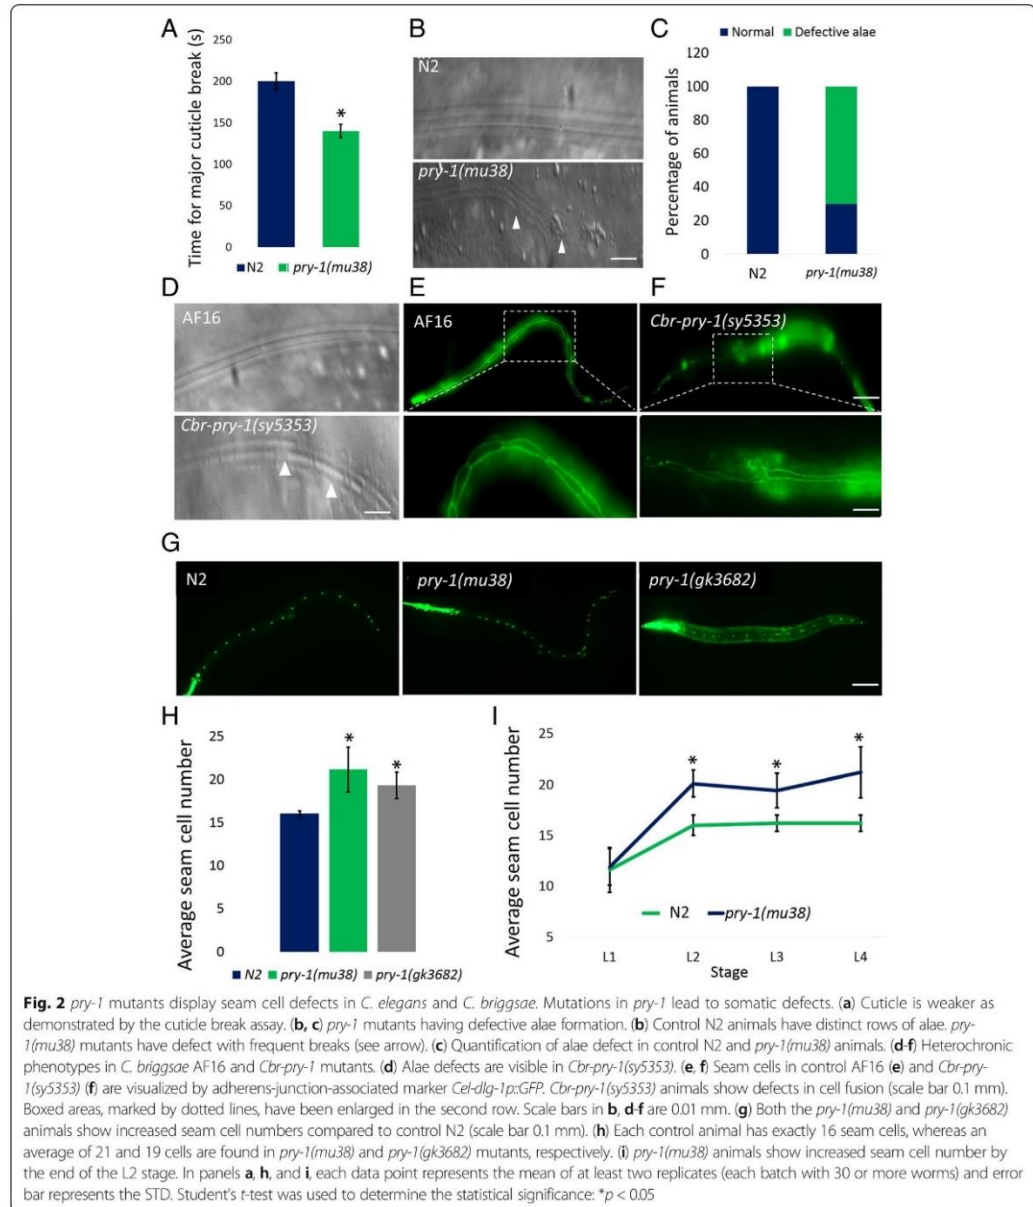 A
Time for major cuticle break (s)
250
200
150
100
50
0
*
N2 pry-1(mu38)
B
N2
pry-1(mu38)
C
Normal Defective alae
Percentage of animals
120
100
80
60
40
20
0
N2 pry-1(mu38)
D
AF16
Cbr-pry-1(sy5353)
E
AF16
F
Cbr-pry-1(sy5353)
G
N2
pry-1(mu38)
pry-1(gk3682)
H
Average seam cell number
25
20
15
10
5
0
* *
N2 pry-1(mu38) pry-1(gk3682)
I
Average seam cell number
25
20
15
10
5
* * *
N2 pry-1(mu38)
L1 L2 L3 L4
Stage
Fig. 2 pry-1 mutants display seam cell defects in C. elegans and C. briggsae. Mutations in pry-1 lead to somatic defects. (a) Cuticle is weaker as
demonstrated by the cuticle break assay. (b, c) pry-1 mutants having defective alae formation. (b) Control N2 animals have distinct rows of alae. pry-
1(mu38) mutants have defect with frequent breaks (see arrow). (c) Quantification of alae defect in control N2 and pry-1(mu38) animals. (d-f) Heterochronic
phenotypes in C. briggsae AF16 and Cbr-pry-1 mutants. (d) Alae defects are visible in Cbr-pry-1(sy5353). (e, f) Seam cells in control AF16 (e) and Cbr-pry-
1(sy5353) (f) are visualized by adherens-junction-associated marker Cel-dlg-1p::GFP. Cbr-pry-1(sy5353) animals show defects in cell fusion (scale bar 0.1 mm).
Boxed areas, marked by dotted lines, have been enlarged in the second row. Scale bars in b, d-f are 0.01 mm. (g) Both the pry-1(mu38) and pry-1(gk3682)
animals show increased seam cell numbers compared to control N2 (scale bar 0.1 mm). (h) Each control animal has exactly 16 seam cells, whereas an
average of 21 and 19 cells are found in pry-1(mu38) and pry-1(gk3682) mutants, respectively. (i) pry-1(mu38) animals show increased seam cell number by
the end of the L2 stage. In panels a, h, and i, each data point represents the mean of at least two replicates (each batch with 30 or more worms) and error
bar represents the STD. Student's t-test was used to determine the statistical significance: *p < 0.05